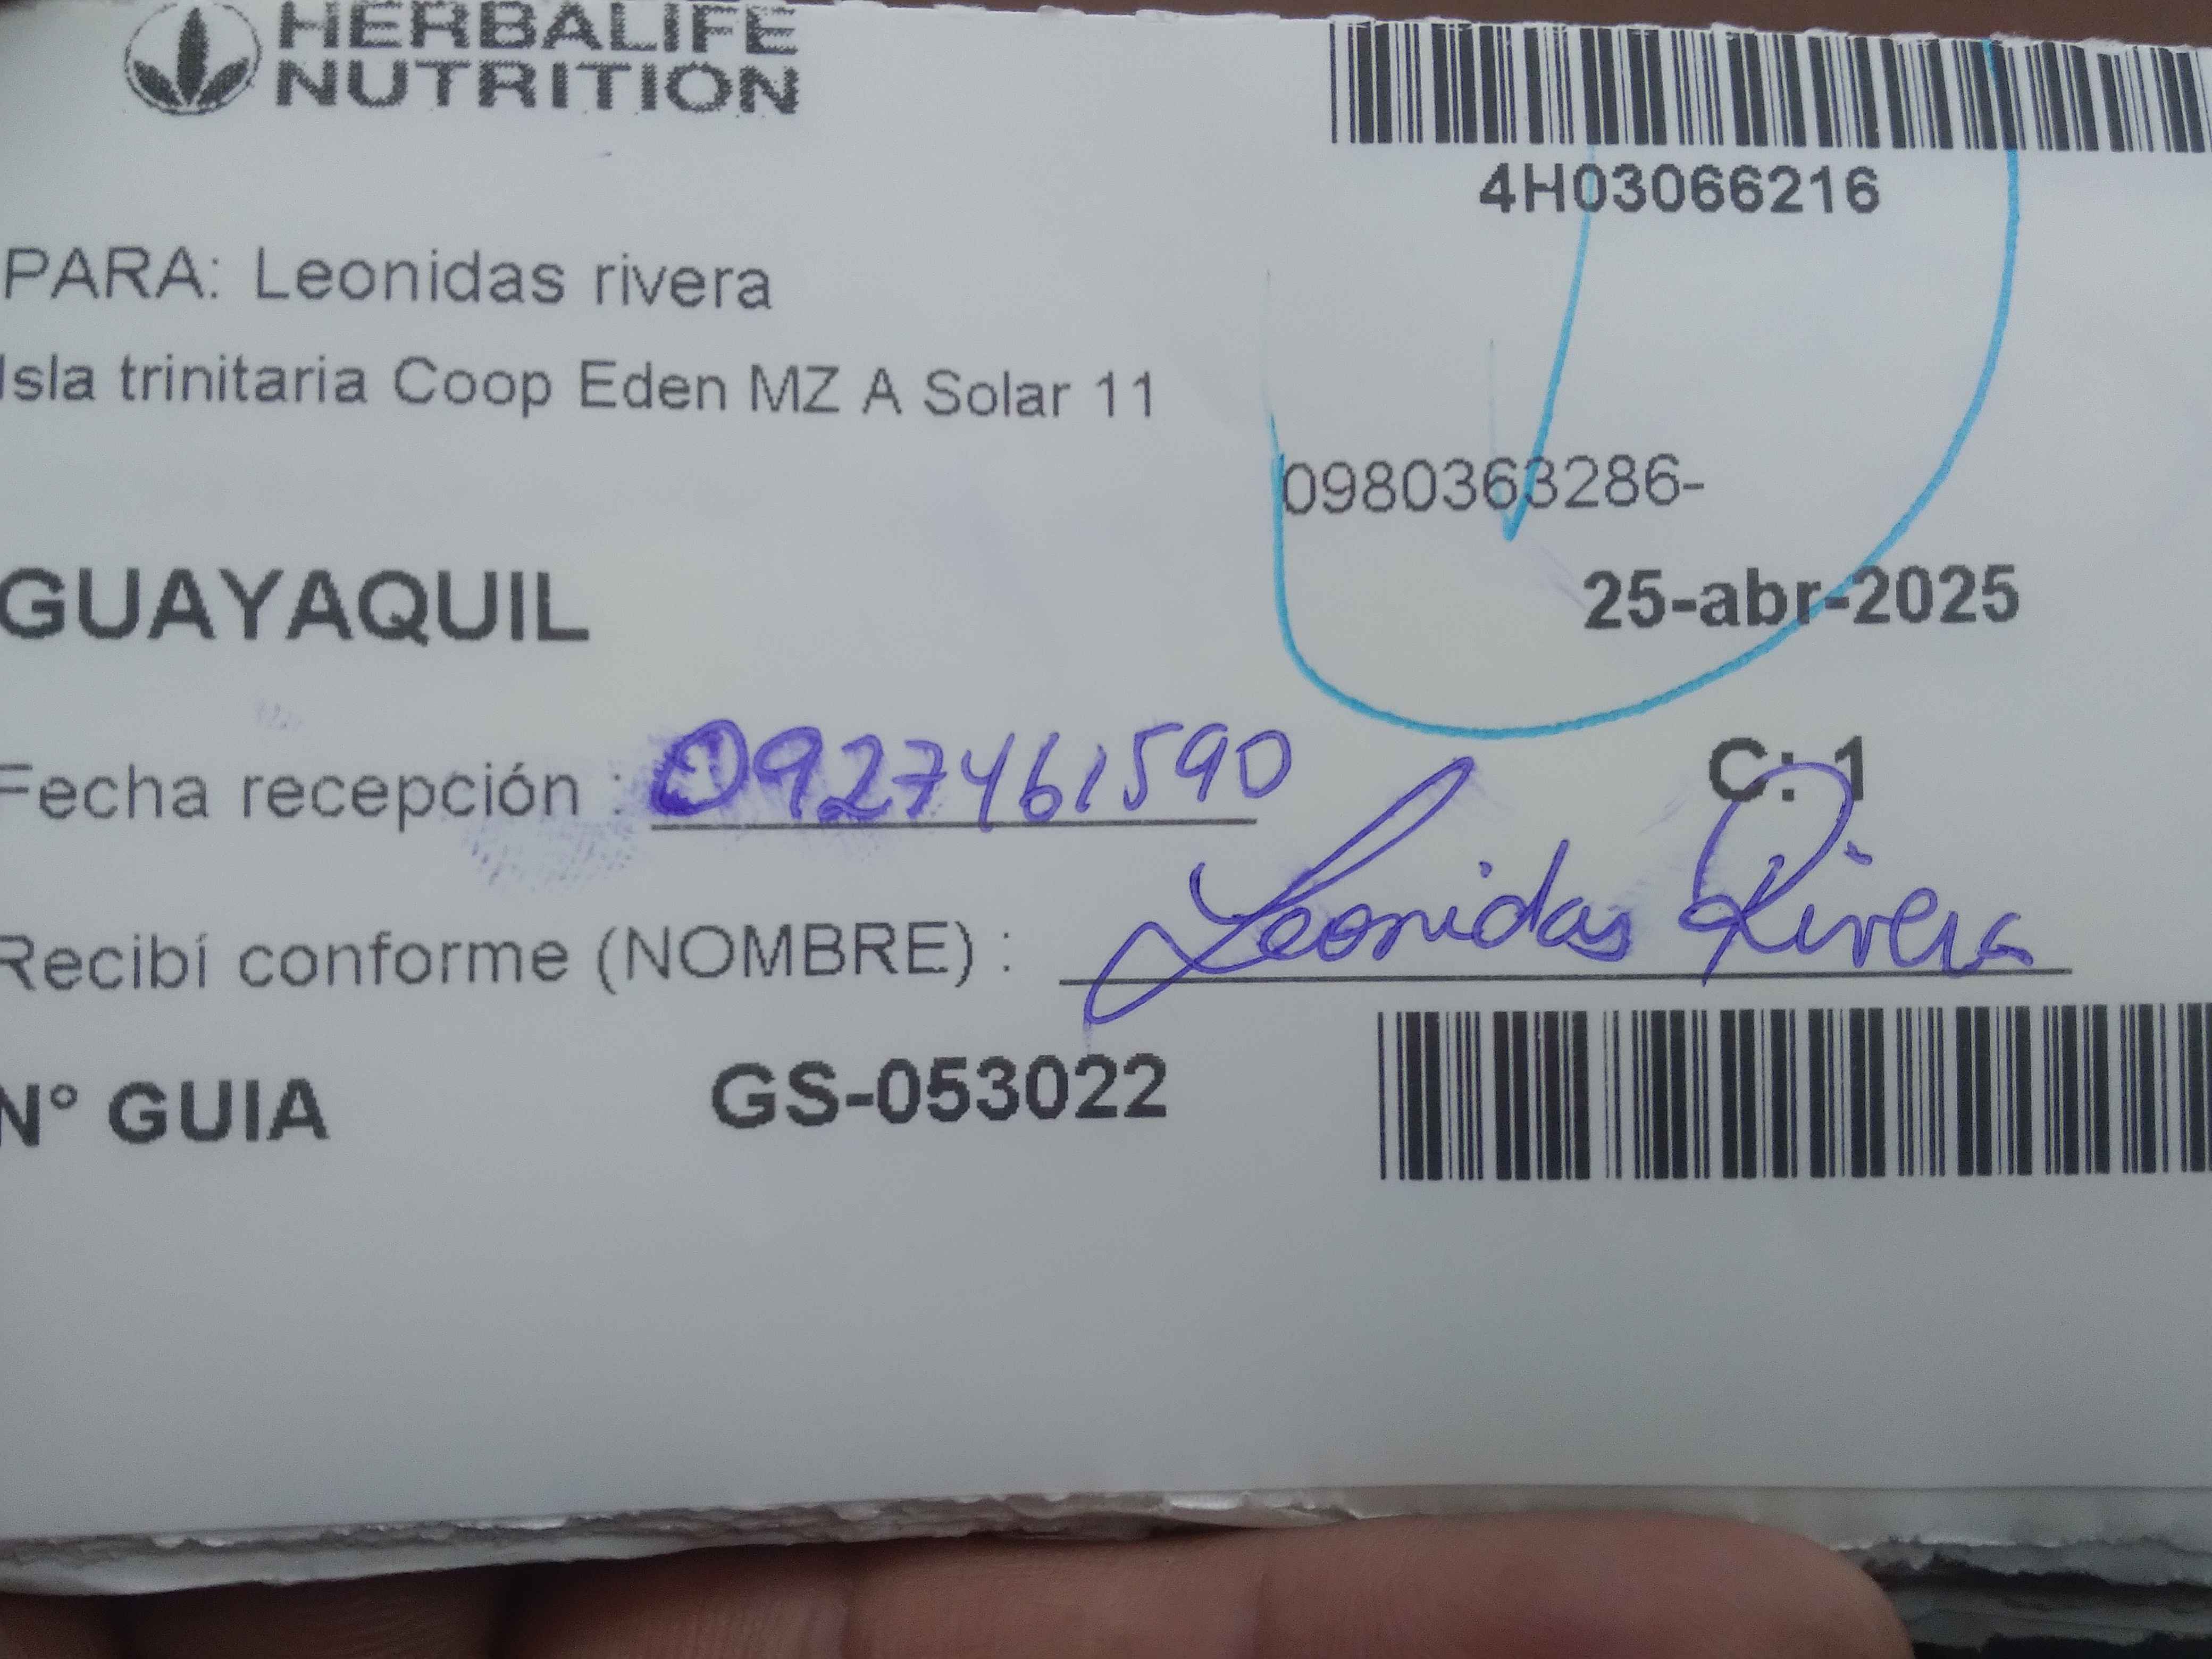 HERBALIFE
NUTRITION
4H03066216
PARA: Leonidas rivera
Isla trinitaria Coop Eden MZ A Solar 11
0980363286-
GUAYAQUIL
25-abr-2025
Fecha recepción : 0927461590
C: 1
Recibí conforme (NOMBRE) : Leonidas Rivera
N° GUIA GS-053022